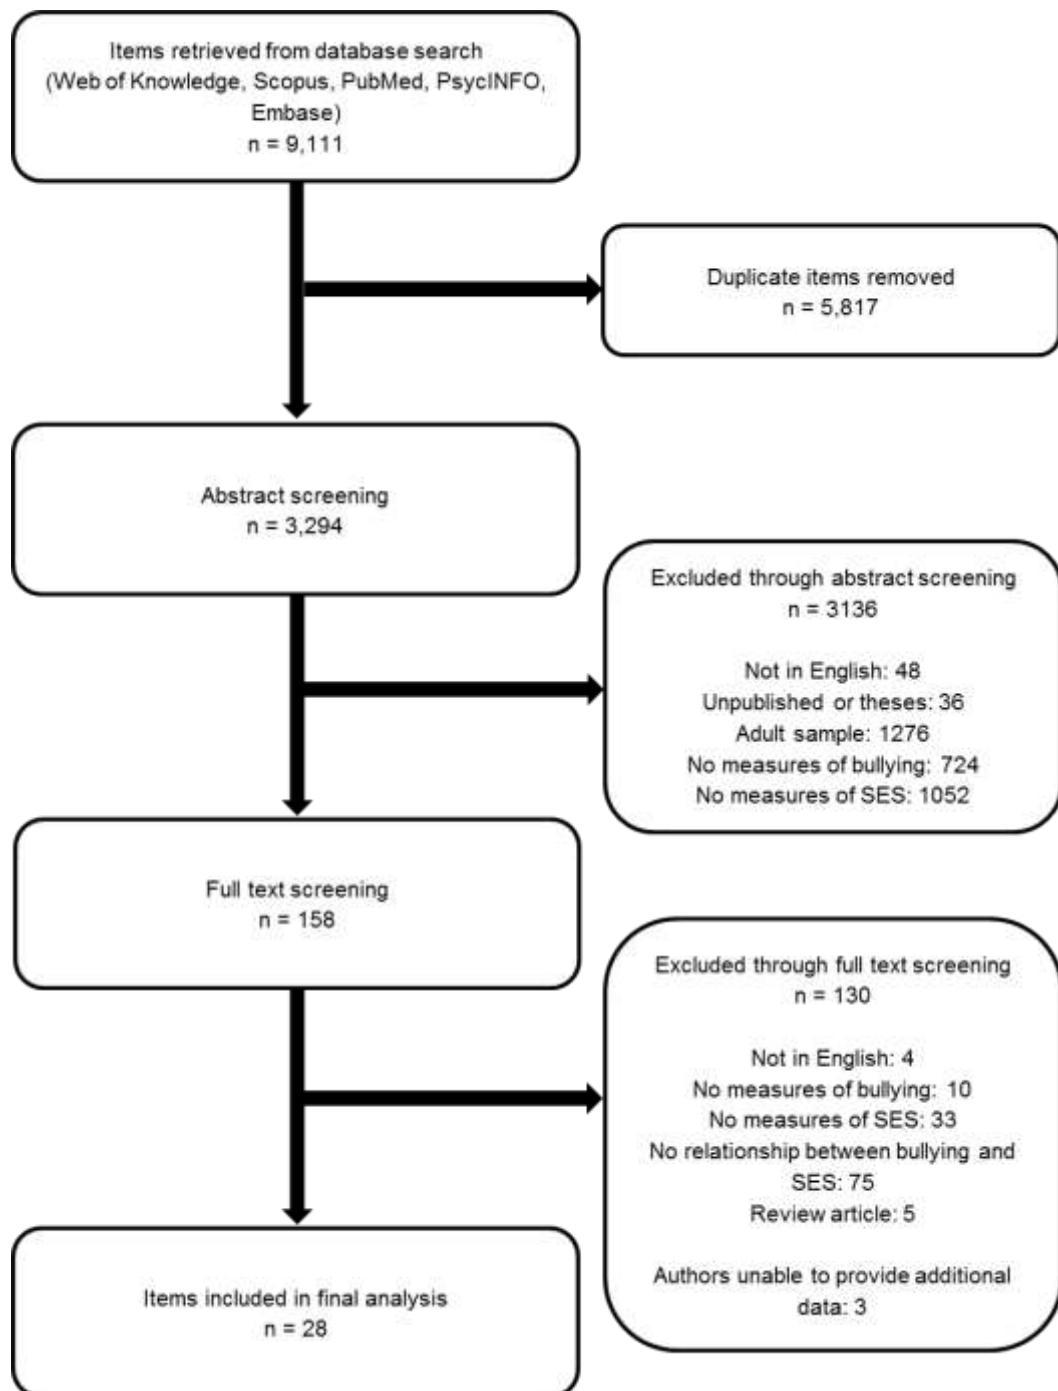 Items retrieved from database search
(Web of Knowledge, Scopus, PubMed, PsycINFO,
Embase)
n = 9,111
Duplicate items removed
n = 5,817
Abstract screening
n = 3,294
Excluded through abstract screening
n = 3136
Not in English: 48
Unpublished or theses: 36
Adult sample: 1276
No measures of bullying: 724
No measures of SES: 1052
Full text screening
n = 158
Excluded through full text screening
n = 130
Not in English: 4
No measures of bullying: 10
No measures of SES: 33
No relationship between bullying and
SES: 75
Review article: 5
Authors unable to provide additional
data: 3
Items included in final analysis
n = 28